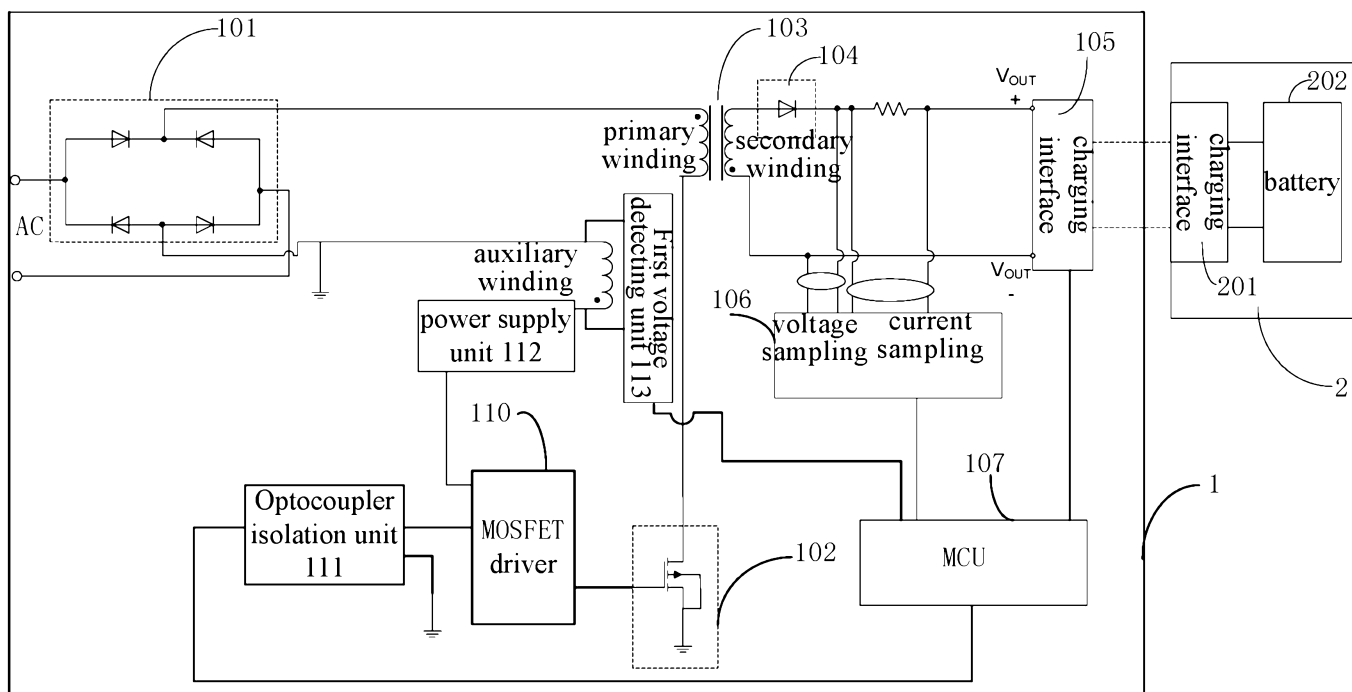 101
103
104
105
V_OUT
+
202
primary
winding
secondary
winding
charging
interface
charging
interface
battery
AC
First voltage
detecting unit 113
auxiliary
winding
V_OUT
-
201
106
voltage
sampling
current
sampling
power supply
unit 112
2
110
107
1
Optocoupler
isolation unit
111
MOSFET
driver
102
MCU